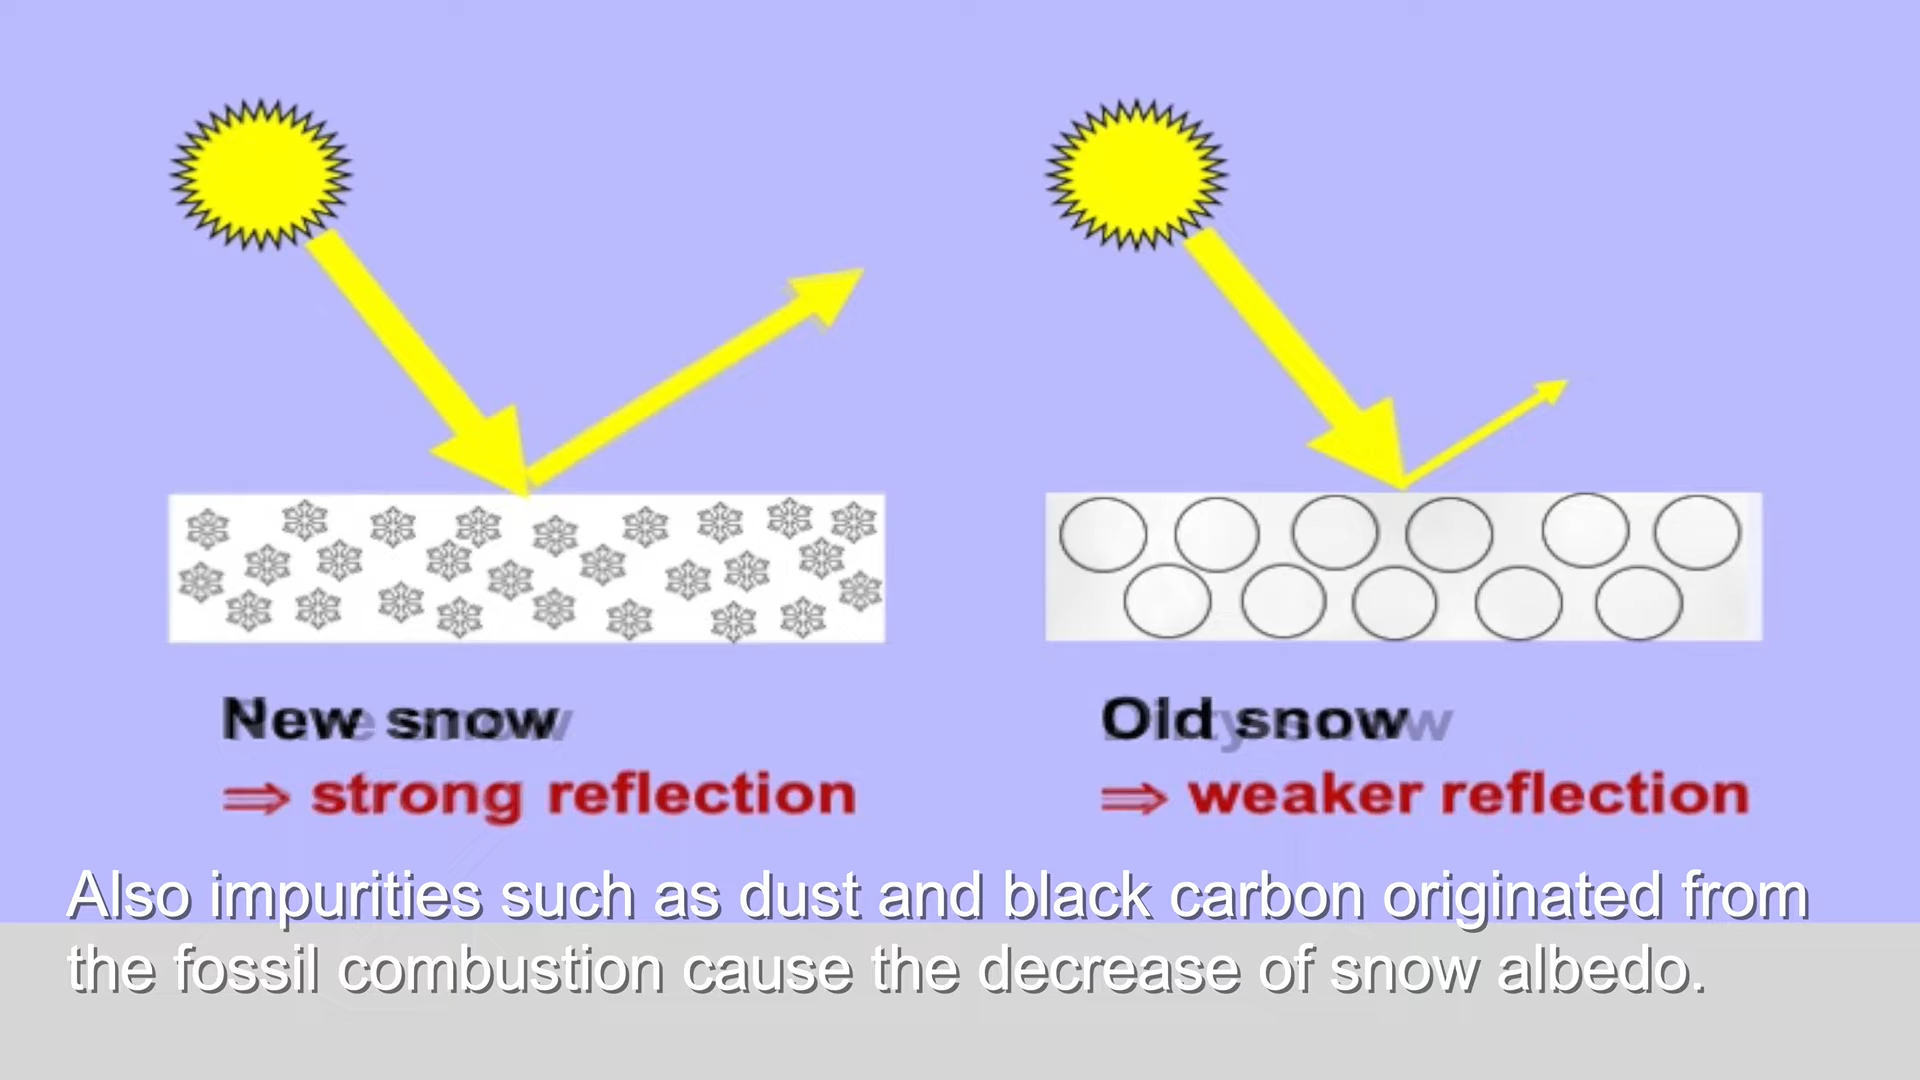 New snow
⇒ strong reflection
Old snow
⇒ weaker reflection
Also impurities such as dust and black carbon originated from
the fossil combustion cause the decrease of snow albedo.